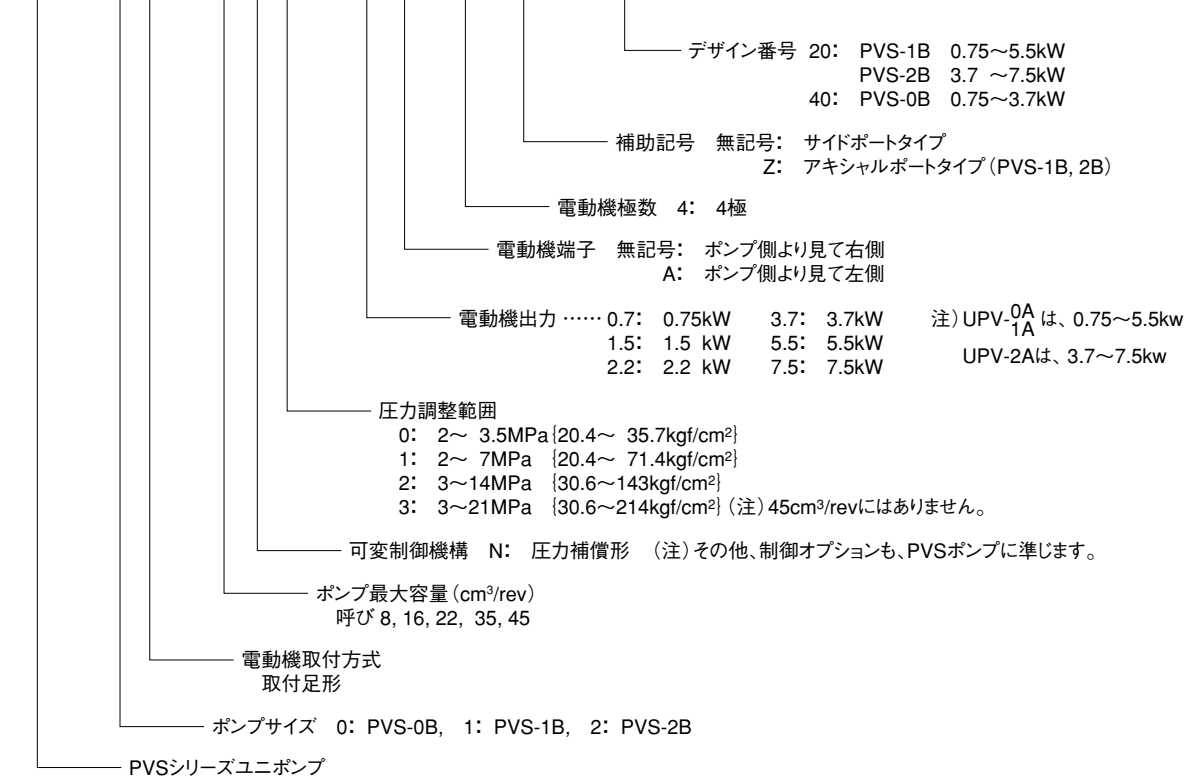 デザイン番号 20： PVS-1B 0.75～5.5kW
PVS-2B 3.7 ～7.5kW
40： PVS-0B 0.75～3.7kW
補助記号 無記号： サイドポートタイプ
Z： アキシャルポートタイプ（PVS-1B, 2B）
電動機極数 4： 4極
電動機端子 無記号： ポンプ側より見て右側
A： ポンプ側より見て左側
電動機出力 …… 0.7： 0.75kW 3.7： 3.7kW 注）UPV-0A/1A は、0.75～5.5kw
1.5： 1.5 kW 5.5： 5.5kW
UPV-2Aは、3.7～7.5kw
2.2： 2.2 kW 7.5： 7.5kW
圧力調整範囲
0： 2～ 3.5MPa{20.4～ 35.7kgf/cm²}
1： 2～ 7MPa {20.4～ 71.4kgf/cm²}
2： 3～14MPa {30.6～143kgf/cm²}
3： 3～21MPa {30.6～214kgf/cm²}（注）45cm³/revにはありません。
可変制御機構 N： 圧力補償形 （注）その他、制御オプションも、PVSポンプに準じます。
ポンプ最大容量（cm³/rev）
呼び 8, 16, 22, 35, 45
電動機取付方式
取付足形
ポンプサイズ 0：PVS-0B, 1：PVS-1B, 2：PVS-2B
PVSシリーズユニポンプ